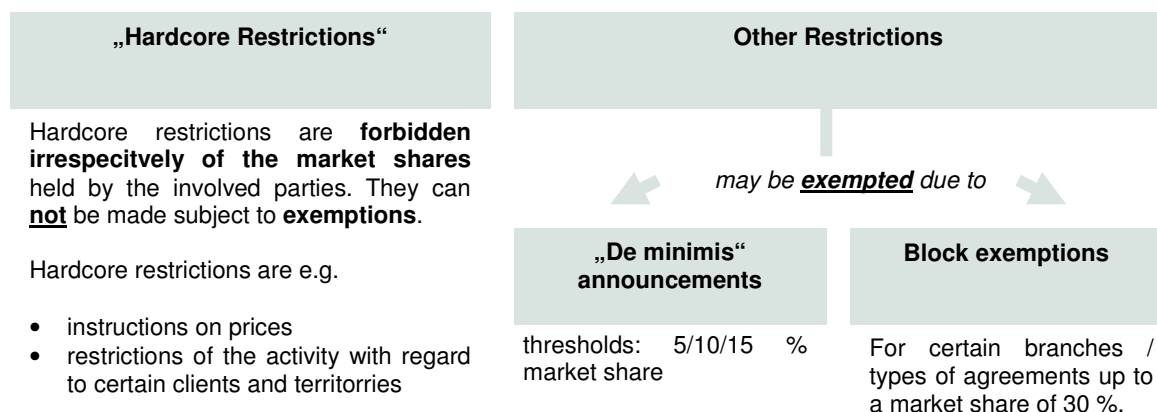 „Hardcore Restrictions“
Hardcore restrictions are forbidden
irrespecitvely of the market shares
held by the involved parties. They can
not be made subject to exemptions.
Hardcore restrictions are e.g.
• instructions on prices
• restrictions of the activity with regard
to certain clients and territorries
Other Restrictions
may be exempted due to
„De minimis“
announcements
thresholds: 5/10/15 %
market share
Block exemptions
For certain branches /
types of agreements up to
a market share of 30 %.